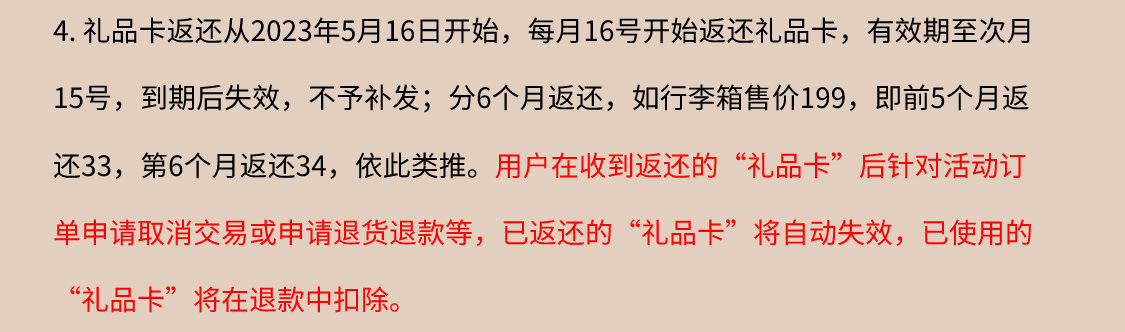 4. 礼品卡返还从2023年5月16日开始，每月16号开始返还礼品卡，有效期至次月
15号，到期后失效，不予补发；分6个月返还，如行李箱售价199，即前5个月返
还33，第6个月返还34，依此类推。用户在收到返还的“礼品卡”后针对活动订
单申请取消交易或申请退货退款等，已返还的“礼品卡”将自动失效，已使用的
“礼品卡”将在退款中扣除。